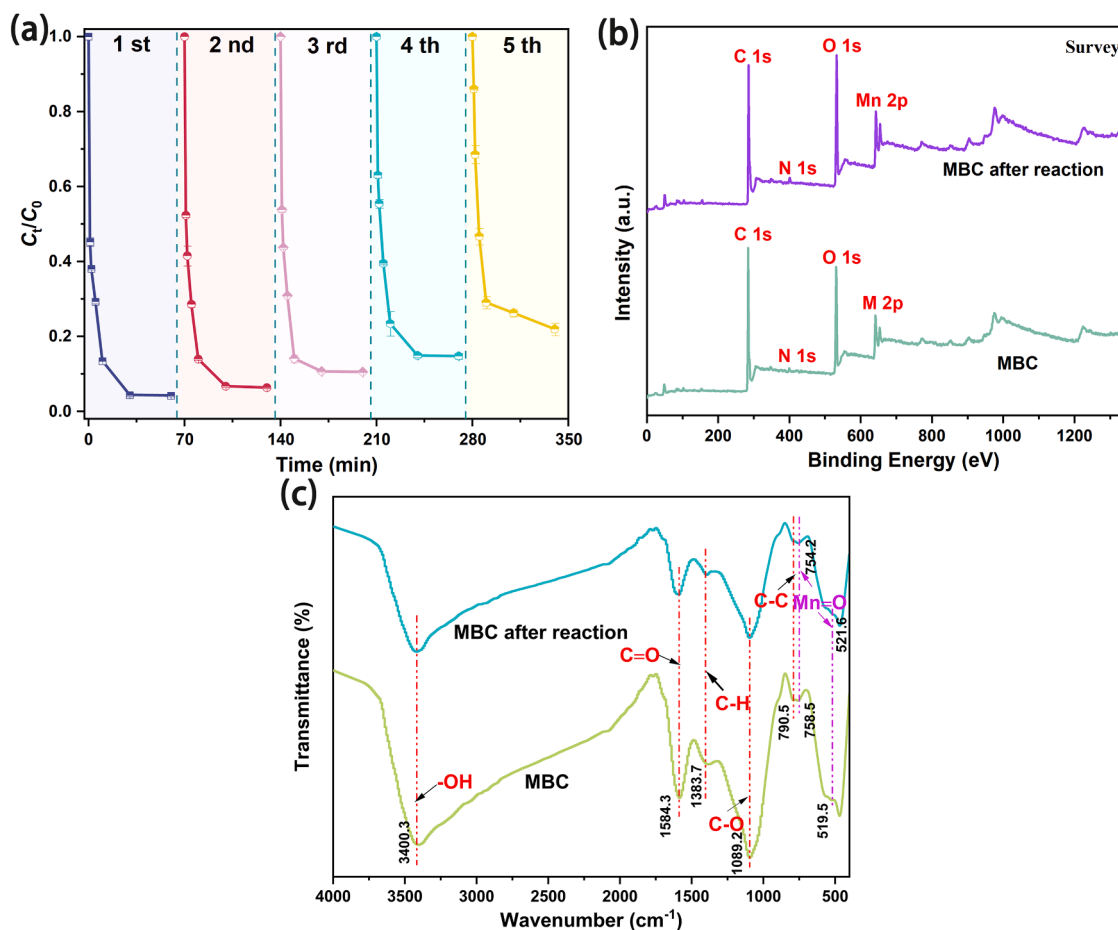 (a)
1 st 2 nd 3 rd 4 th 5 th
1.0
0.8
0.6
0.4
0.2
0.0
Ct/C0
0 70 140 210 280 350
Time (min)
(b)
Survey
C 1s
O 1s
Mn 2p
N 1s
MBC after reaction
C 1s
O 1s
M 2p
N 1s
MBC
Intensity (a.u.)
0 200 400 600 800 1000 1200
Binding Energy (eV)
(c)
754.2
C-C
Mn=O
MBC after reaction
521.6
C=O
C-H
790.5
758.5
-OH
MBC
1383.7
519.5
1584.3
C-O
3400.3
1089.2
Transmittance (%)
4000 3500 3000 2500 2000 1500 1000 500
Wavenumber (cm⁻¹)